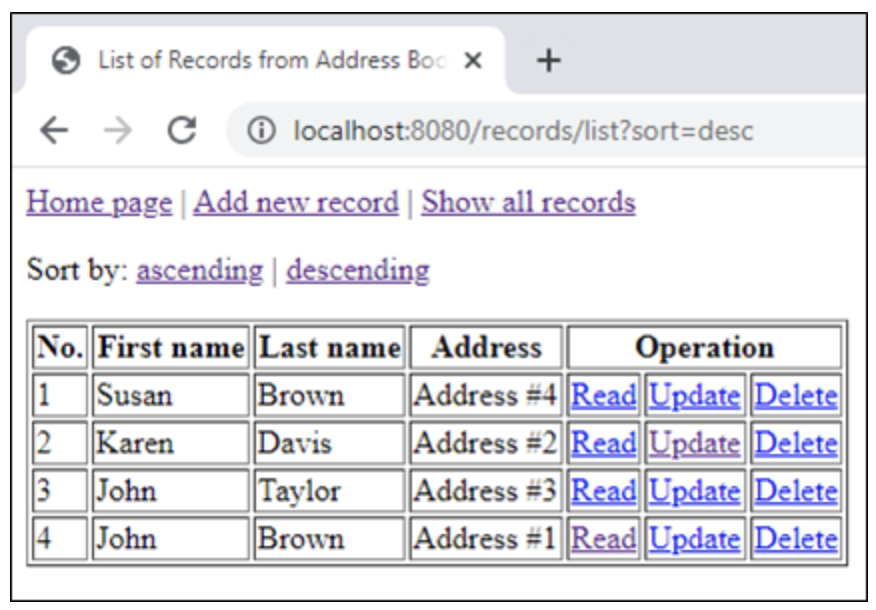 List of Records from Address Boo
localhost:8080/records/list?sort=desc
Home page | Add new record | Show all records
Sort by: ascending | descending
No. First name Last name Address Operation
1 Susan Brown Address #4 Read Update Delete
2 Karen Davis Address #2 Read Update Delete
3 John Taylor Address #3 Read Update Delete
4 John Brown Address #1 Read Update Delete